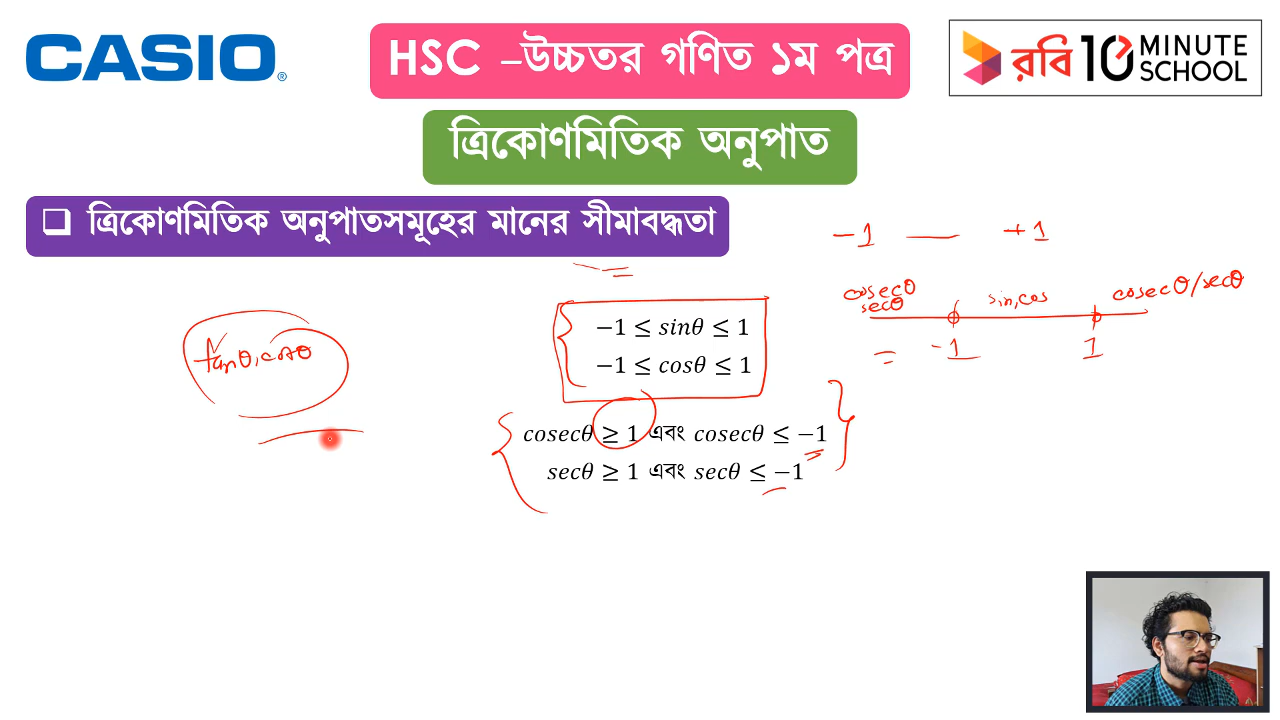 CASIO
HSC –উচ্চতর গণিত ১ম পত্র
রবি 10 MINUTE SCHOOL
ত্রিকোণমিতিক অনুপাত
ত্রিকোণমিতিক অনুপাতসমূহের মানের সীমাবদ্ধতা
-1 — +1
cosecθ secθ sin, cos cosecθ/secθ
= -1 1
tanθ, cosθ
−1 ≤ sinθ ≤ 1
−1 ≤ cosθ ≤ 1
cosecθ ≥ 1 এবং cosecθ ≤ −1
secθ ≥ 1 এবং secθ ≤ −1